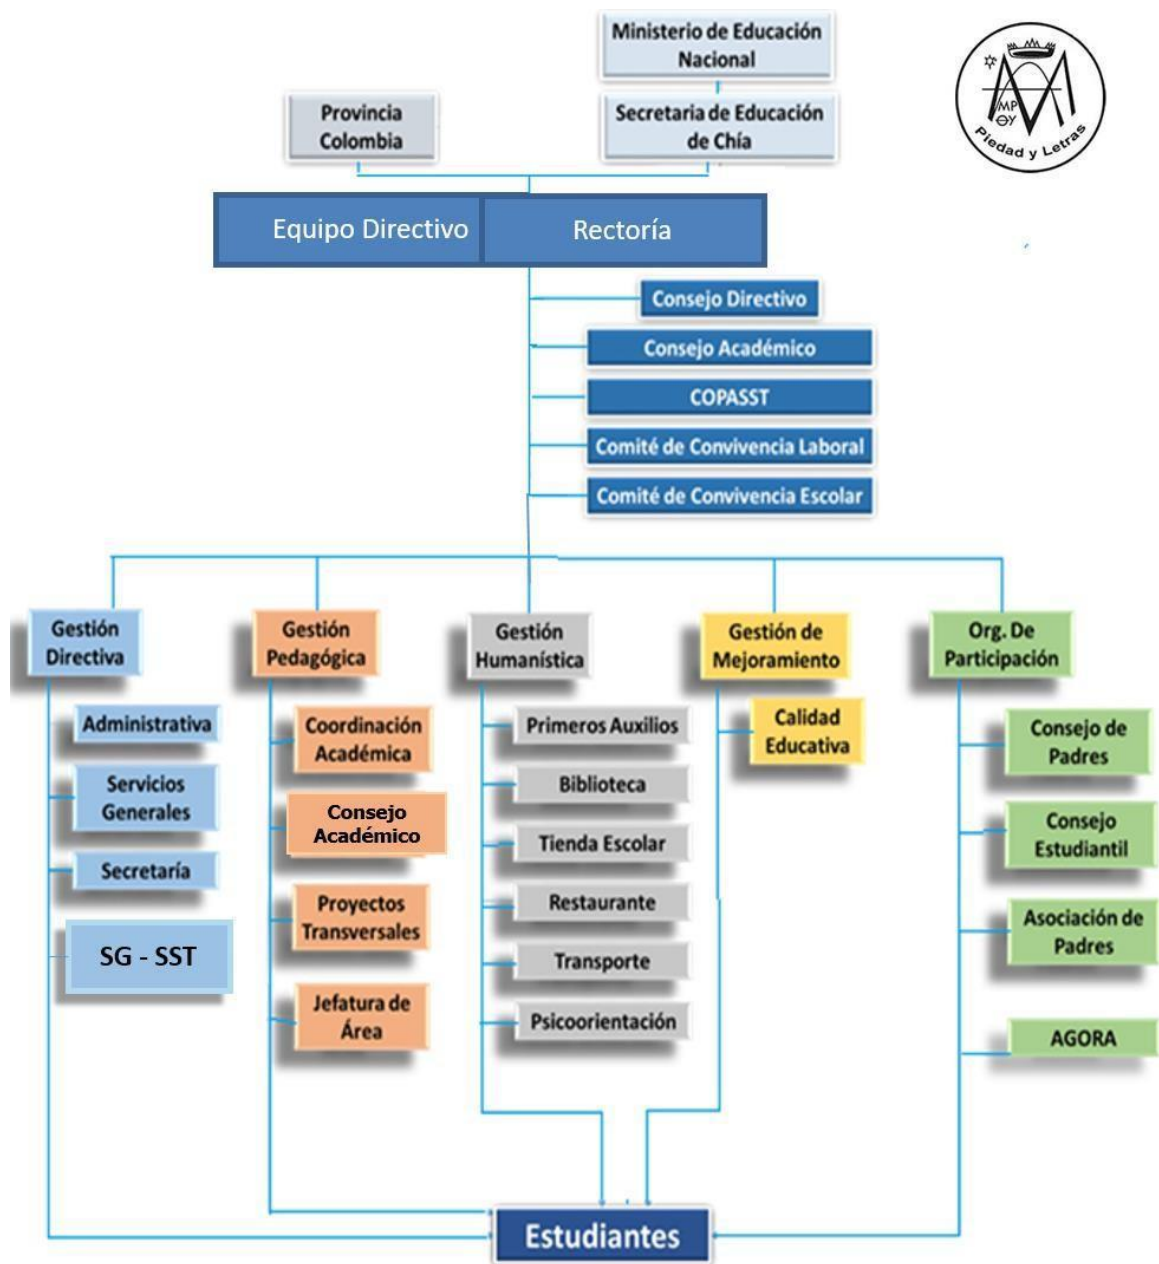 Ministerio de Educación
Nacional
Provincia
Colombia
Secretaria de Educación
de Chía
MP
ΘΥ
Piedad y Letras
Equipo Directivo
Rectoría
Consejo Directivo
Consejo Académico
COPASST
Comité de Convivencia Laboral
Comité de Convivencia Escolar
Gestión
Directiva
Administrativa
Servicios
Generales
Secretaría
SG - SST
Gestión
Pedagógica
Coordinación
Académica
Consejo
Académico
Proyectos
Transversales
Jefatura de
Área
Gestión
Humanística
Primeros Auxilios
Biblioteca
Tienda Escolar
Restaurante
Transporte
Psicoorientación
Gestión de
Mejoramiento
Calidad
Educativa
Org. De
Participación
Consejo de
Padres
Consejo
Estudiantil
Asociación de
Padres
AGORA
Estudiantes